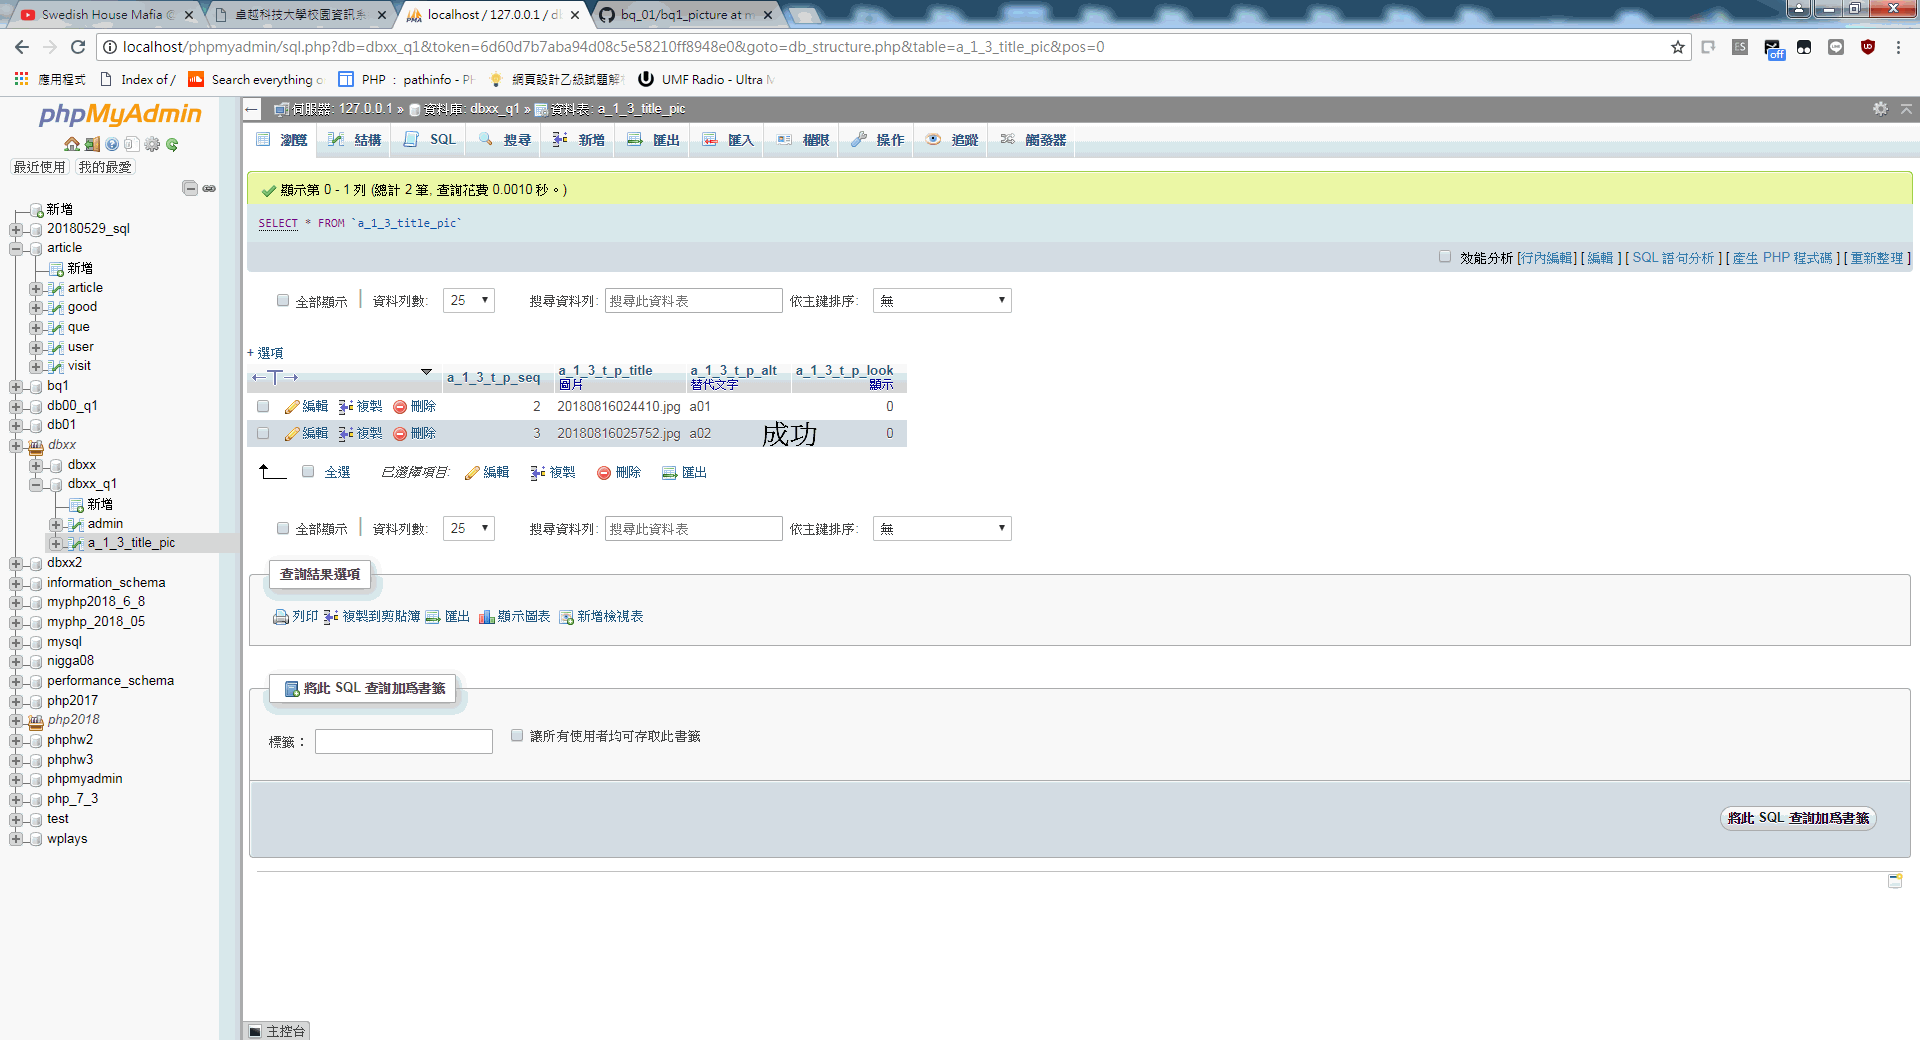 Swedish House Mafia
卓越科技大學校園資訊系
localhost / 127.0.0.1 / d
bq_01/bq1_picture at m
localhost/phpmyadmin/sql.php?db=dbxx_q1&token=6d60d7b7aba94d08c5e58210ff8948e0&goto=db_structure.php&table=a_1_3_title_pic&pos=0
ES
off
應用程式 Index of / Search everything PHP : pathinfo - PH 網頁設計乙級試題解 UMF Radio - Ultra M
phpMyAdmin
最近使用 我的最愛
新增
20180529_sql
article
新增
article
good
que
user
visit
bq1
db00_q1
db01
dbxx
dbxx
dbxx_q1
新增
admin
a_1_3_title_pic
dbxx2
information_schema
myphp2018_6_8
myphp_2018_05
mysql
nigga08
performance_schema
php2017
php2018
phphw2
phphw3
phpmyadmin
php_7_3
test
wplays
伺服器: 127.0.0.1 » 資料庫: dbxx_q1 » 資料表: a_1_3_title_pic
瀏覽 結構 SQL 搜尋 新增 匯出 匯入 權限 操作 追蹤 觸發器
顯示第 0 - 1 列 (總計 2 筆, 查詢花費 0.0010 秒。)
SELECT * FROM `a_1_3_title_pic`
效能分析 [行內編輯] [ 編輯 ] [ SQL 語句分析 ] [ 產生 PHP 程式碼 ] [ 重新整理 ]
全部顯示 | 資料列數: 25 搜尋資料列: 搜尋此資料表 依主鍵排序: 無
+ 選項
←T→ a_1_3_t_p_seq a_1_3_t_p_title a_1_3_t_p_alt a_1_3_t_p_look
圖片 替代文字 顯示
編輯 複製 刪除 2 20180816024410.jpg a01 0
編輯 複製 刪除 3 20180816025752.jpg a02 成功 0
全選 已選擇項目: 編輯 複製 刪除 匯出
全部顯示 | 資料列數: 25 搜尋資料列: 搜尋此資料表 依主鍵排序: 無
查詢結果選項
列印 複製到剪貼簿 匯出 顯示圖表 新增檢視表
將此 SQL 查詢加為書籤
標籤: 讓所有使用者均可存取此書籤
將此 SQL 查詢加為書籤
主控台